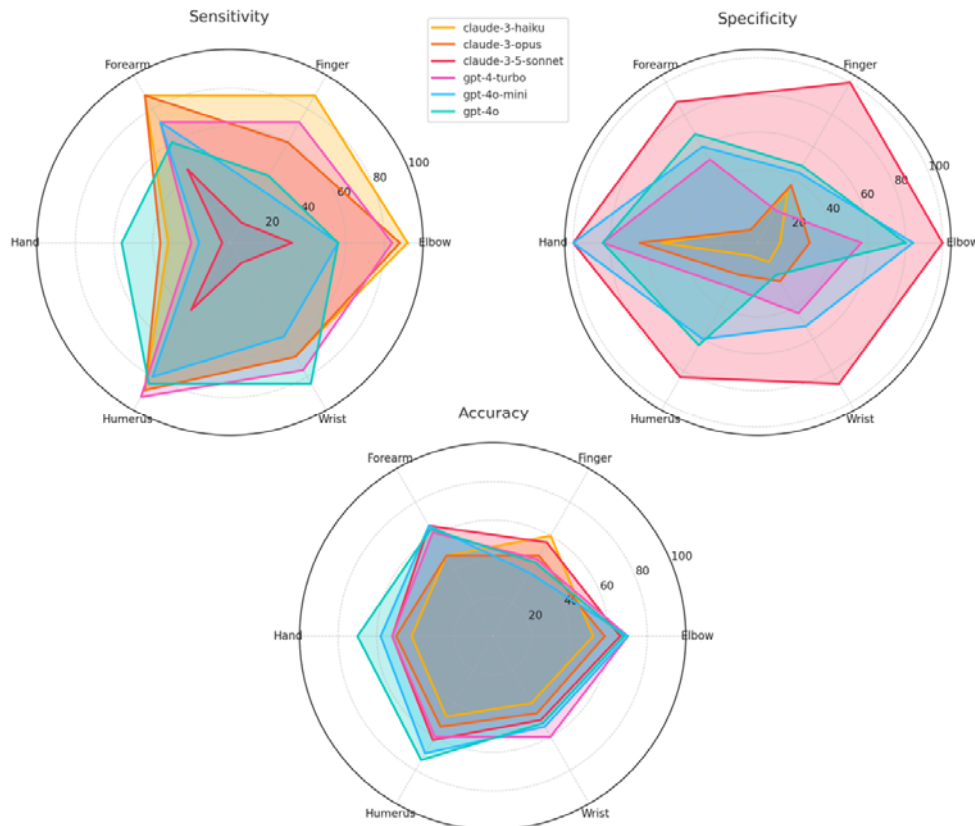 Sensitivity
Forearm
Finger
Hand
Elbow
Humerus
Wrist
20
40
60
80
100
claude-3-haiku
claude-3-opus
claude-3-5-sonnet
gpt-4-turbo
gpt-4o-mini
gpt-4o
Specificity
Forearm
Finger
Hand
Elbow
Humerus
Wrist
20
40
60
80
100
Accuracy
Forearm
Finger
Hand
Elbow
Humerus
Wrist
20
40
60
80
100